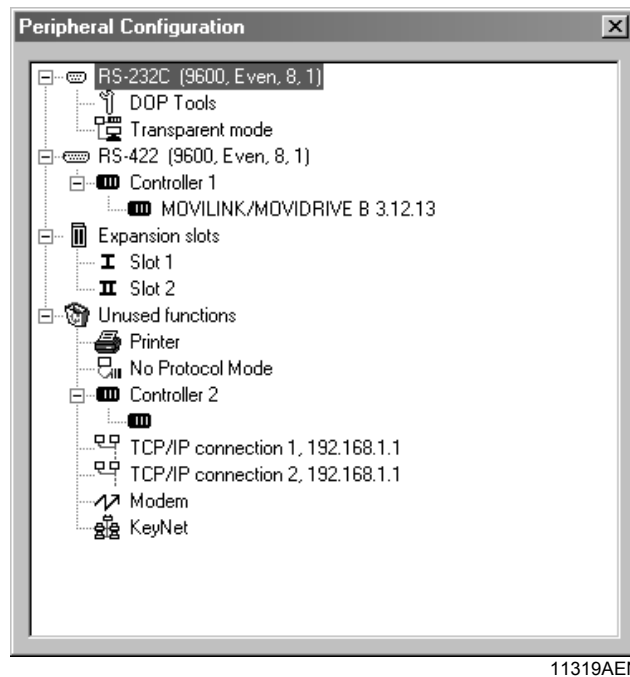 Peripheral Configuration
RS-232C (9600, Even, 8, 1)
DOP Tools
Transparent mode
RS-422 (9600, Even, 8, 1)
Controller 1
MOVILINK/MOVIDRIVE B 3.12.13
Expansion slots
I Slot 1
II Slot 2
Unused functions
Printer
No Protocol Mode
Controller 2
TCP/IP connection 1, 192.168.1.1
TCP/IP connection 2, 192.168.1.1
Modem
KeyNet